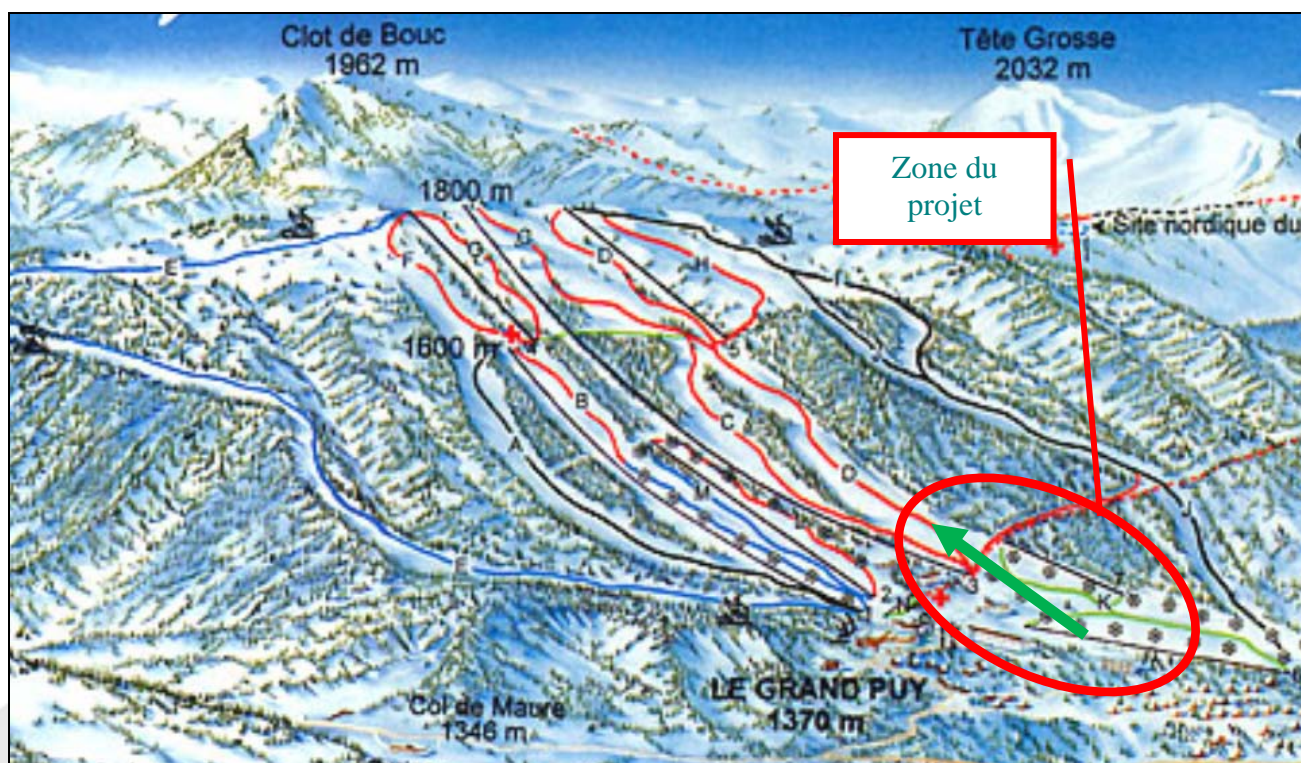 Clot de Bouc
1962 m
Tête Grosse
2032 m
Zone du
projet
1800 m
Site nordique du
E
F
G
G
D
H
I
1600 m
B
C
A
D
M
L
J
E
K
2
LE GRAND PUY
1370 m
Col de Maure
1346 m